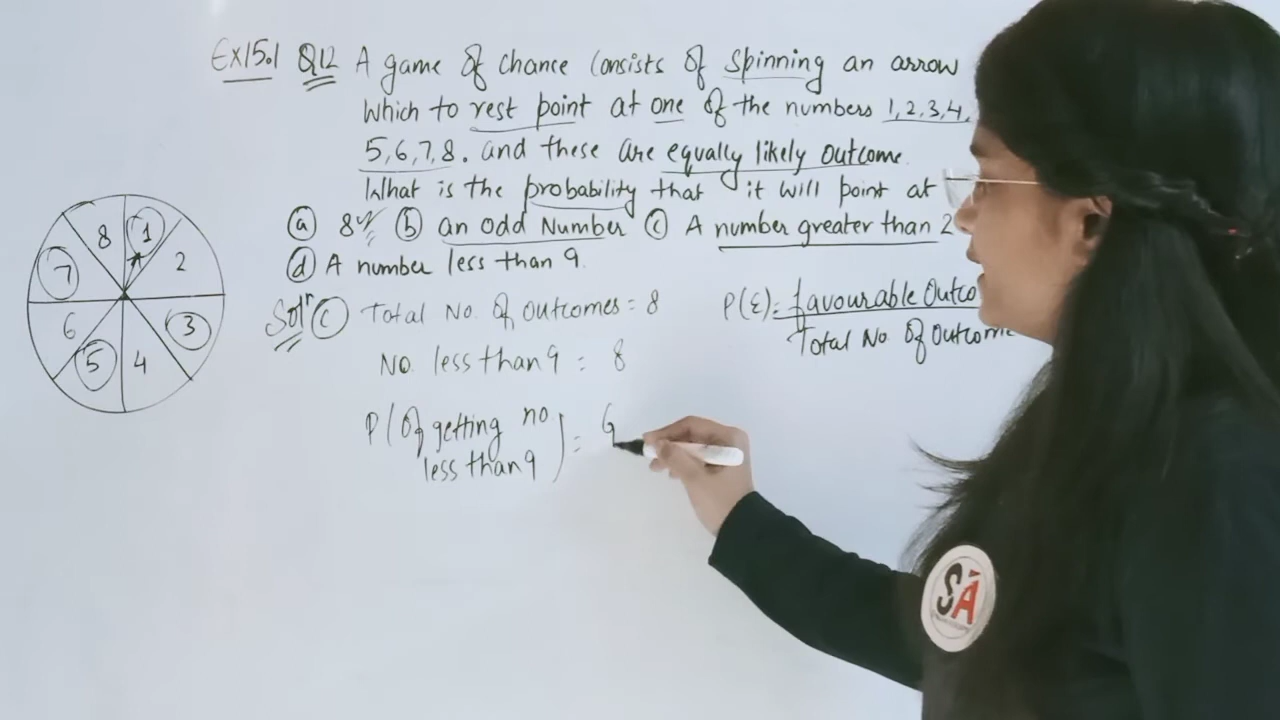 Ex15.1 Q12 A game of chance consists of spinning an arrow
which to rest point at one of the numbers 1,2,3,4,
5,6,7,8. and these are equally likely outcome.
What is the probability that it will point at
(a) 8 (b) an odd Number (c) A number greater than 2
(d) A number less than 9.
Solⁿ (c) Total No. of outcomes = 8
No. less than 9 = 8
P(of getting no
less than 9) =
P(E) = favourable
Total No. of
8
1
2
3
4
5
6
7
SA